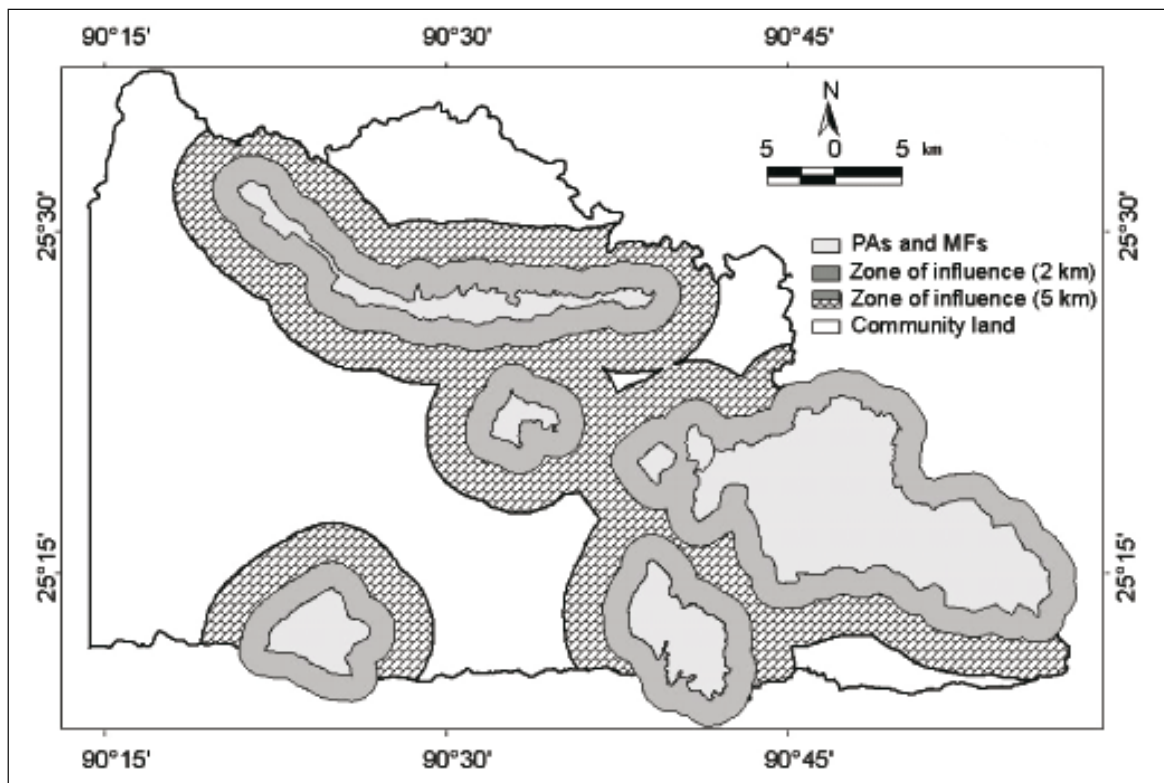 90°15' 90°30' 90°45'
N
5 0 5 km
25°30' 25°30'
PAs and MFs
Zone of influence (2 km)
Zone of influence (5 km)
Community land
25°15' 25°15'
90°15' 90°30' 90°45'